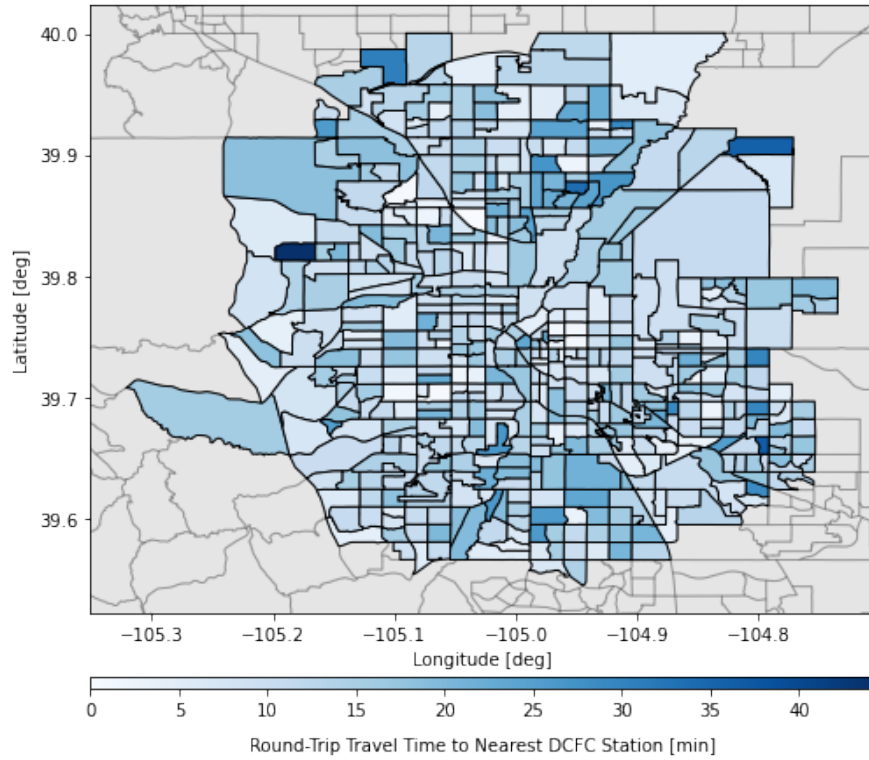 40.0
39.9
39.8
39.7
39.6
Latitude [deg]
−105.3 −105.2 −105.1 −105.0 −104.9 −104.8
Longitude [deg]
0 5 10 15 20 25 30 35 40
Round-Trip Travel Time to Nearest DCFC Station [min]